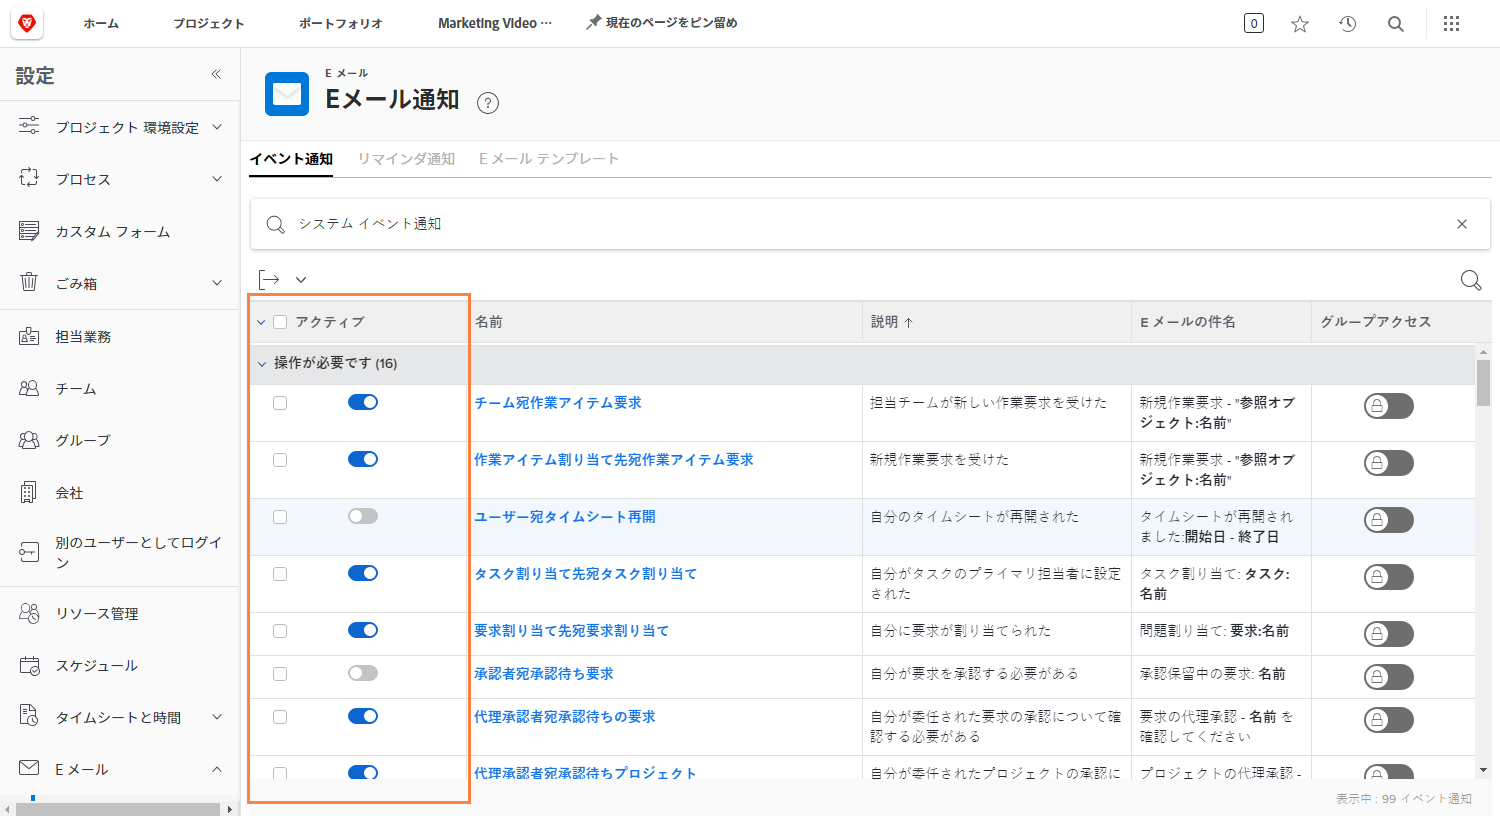 ホーム
プロジェクト
ポートフォリオ
Marketing Video ···
現在のページをピン留め
0
設定
プロジェクト 環境設定
プロセス
カスタム フォーム
ごみ箱
担当業務
チーム
グループ
会社
別のユーザーとしてログイ
ン
リソース管理
スケジュール
タイムシートと時間
E メール
E メール
Eメール通知
?
イベント通知
リマインダ通知
E メール テンプレート
システム イベント通知
アクティブ
名前
説明 ↑
E メールの件名
グループアクセス
操作が必要です (16)
チーム宛作業アイテム要求
担当チームが新しい作業要求を受けた
新規作業要求 - "参照オブ
ジェクト:名前"
作業アイテム割り当て先宛作業アイテム要求
新規作業要求を受けた
新規作業要求 - "参照オブ
ジェクト:名前"
ユーザー宛タイムシート再開
自分のタイムシートが再開された
タイムシートが再開され
ました:開始日 - 終了日
タスク割り当て先宛タスク割り当て
自分がタスクのプライマリ担当者に設定
された
タスク割り当て: タスク:
名前
要求割り当て先宛要求割り当て
自分に要求が割り当てられた
問題割り当て: 要求:名前
承認者宛承認待ち要求
自分が要求を承認する必要がある
承認保留中の要求: 名前
代理承認者宛承認待ちの要求
自分が委任された要求の承認について確
認する必要がある
要求の代理承認 - 名前 を
確認してください
代理承認者宛承認待ちプロジェクト
自分が委任されたプロジェクトの承認に
プロジェクトの代理承認 -
表示中 : 99 イベント通知